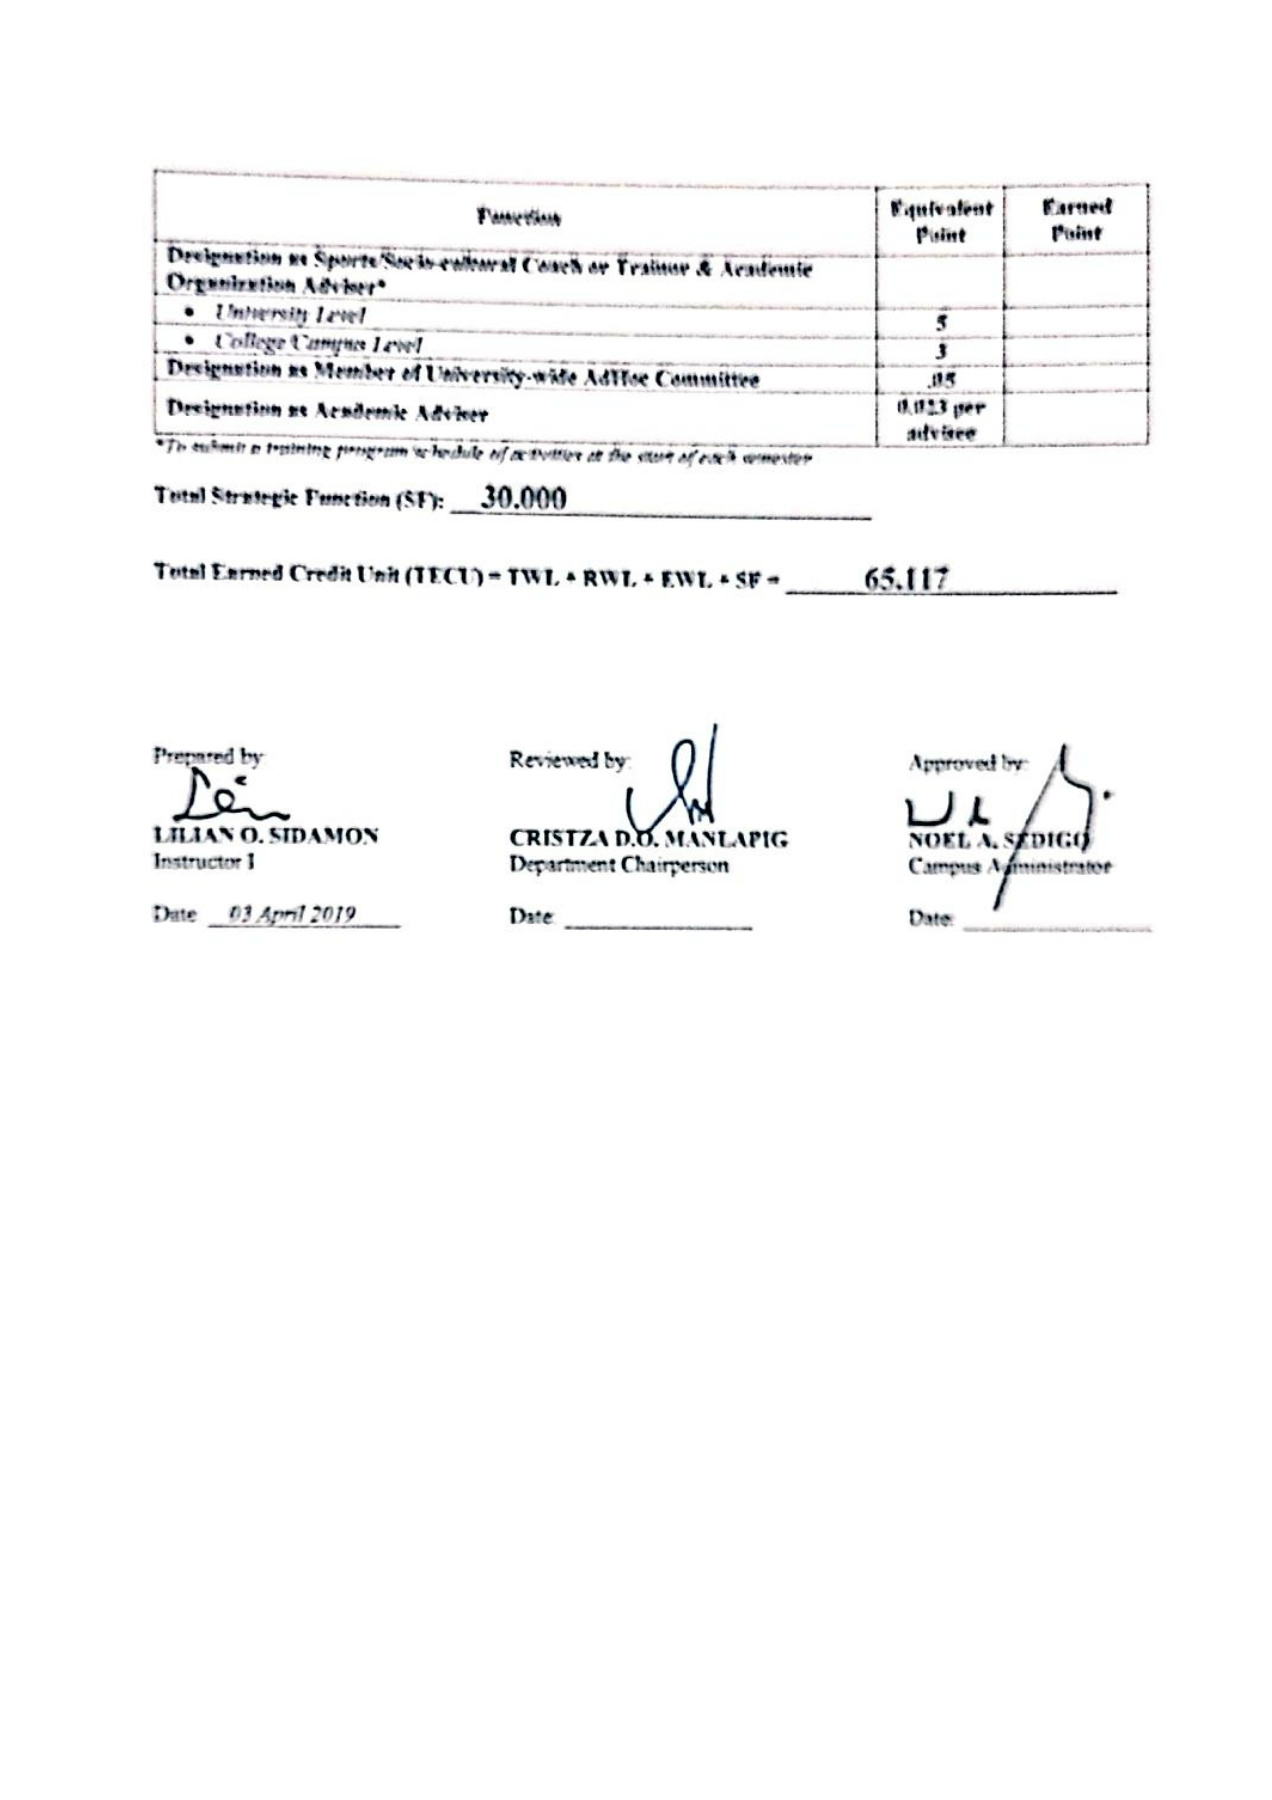 Function
Equivalent Point
Earned Point
Designation as Sports/Socio-cultural Coach or Trainor & Academic
Organization Adviser*
• University Level
5
• College/Campus Level
3
Designation as Member of University-wide AdHoc Committee
.05
Designation as Academic Adviser
0.023 per
advisee
*To submit a training program/schedule of activities at the start of each semester
Total Strategic Function (SF): 30.000
Total Earned Credit Unit (TECU) = TWL + RWL + EWL + SF = 65.117
Prepared by:
LILIAN O. SIDAMON
Instructor I
Date 03 April 2019
Reviewed by:
CRISTZA D.O. MANLAPIG
Department Chairperson
Date:
Approved by:
NOEL A. SEDIGO
Campus Administrator
Date: